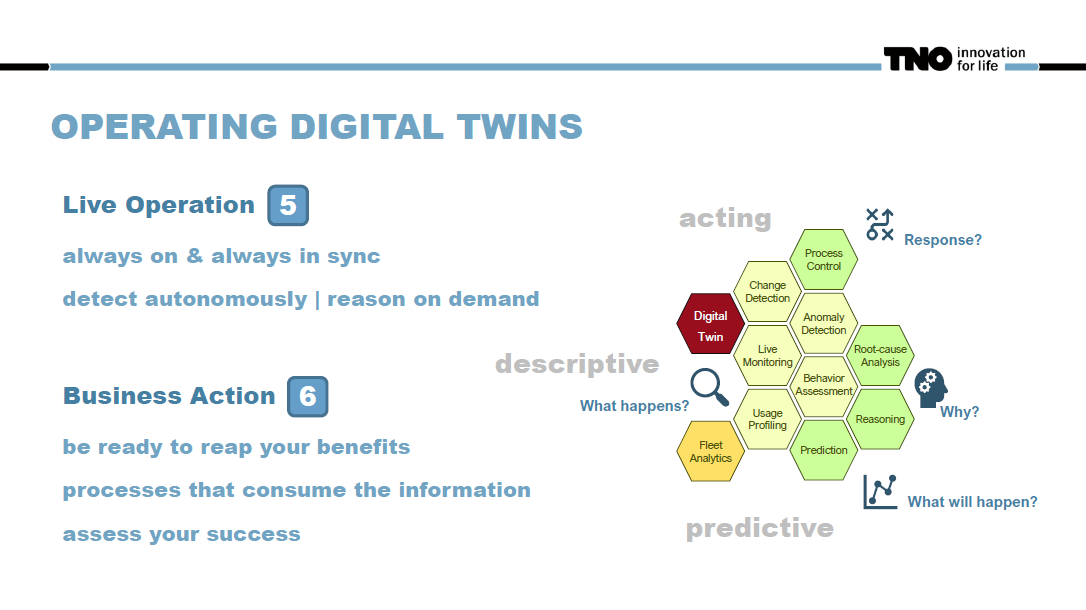 TNO innovation
for life
OPERATING DIGITAL TWINS
Live Operation 5
always on & always in sync
detect autonomously | reason on demand
Business Action 6
be ready to reap your benefits
processes that consume the information
assess your success
acting
Response?
Process
Control
Change
Detection
Digital
Twin
Anomaly
Detection
Live
Monitoring
Root-cause
Analysis
descriptive
What happens?
Behavior
Assessment
Why?
Usage
Profiling
Reasoning
Fleet
Analytics
Prediction
What will happen?
predictive